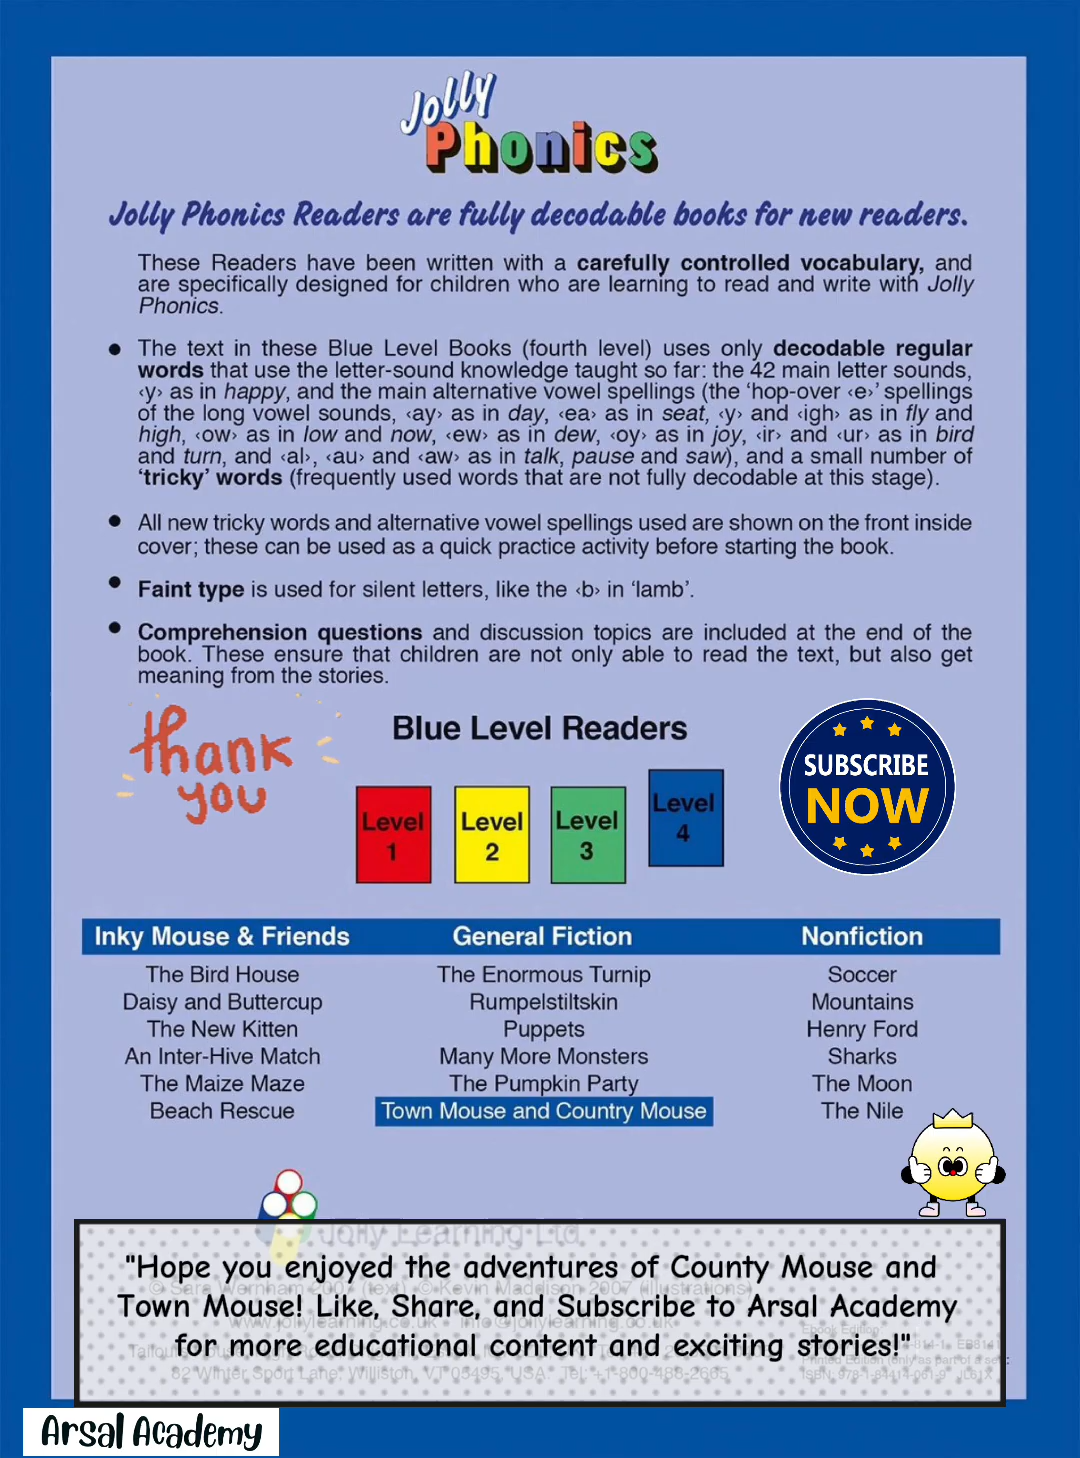 Jolly
Phonics
Jolly Phonics Readers are fully decodable books for new readers.
These Readers have been written with a carefully controlled vocabulary, and
are specifically designed for children who are learning to read and write with Jolly
Phonics.
● The text in these Blue Level Books (fourth level) uses only decodable regular
words that use the letter-sound knowledge taught so far: the 42 main letter sounds,
‹y› as in happy, and the main alternative vowel spellings (the ‘hop-over ‹e›’ spellings
of the long vowel sounds, ‹ay› as in day, ‹ea› as in seat, ‹y› and ‹igh› as in fly and
high, ‹ow› as in low and now, ‹ew› as in dew, ‹oy› as in joy, ‹ir› and ‹ur› as in bird
and turn, and ‹al›, ‹au› and ‹aw› as in talk, pause and saw), and a small number of
‘tricky’ words (frequently used words that are not fully decodable at this stage).
● All new tricky words and alternative vowel spellings used are shown on the front inside
cover; these can be used as a quick practice activity before starting the book.
● Faint type is used for silent letters, like the ‹b› in ‘lamb’.
● Comprehension questions and discussion topics are included at the end of the
book. These ensure that children are not only able to read the text, but also get
meaning from the stories.
thank
you
Blue Level Readers
SUBSCRIBE
NOW
Level
1
Level
2
Level
3
Level
4
Inky Mouse & Friends General Fiction Nonfiction
The Bird House The Enormous Turnip Soccer
Daisy and Buttercup Rumpelstiltskin Mountains
The New Kitten Puppets Henry Ford
An Inter-Hive Match Many More Monsters Sharks
The Maize Maze The Pumpkin Party The Moon
Beach Rescue Town Mouse and Country Mouse The Nile
Jolly Learning Ltd
"Hope you enjoyed the adventures of County Mouse and
© Sara Wernham 2007 (text) © Kevin Maddison 2007 (illustrations)
Town Mouse! Like, Share, and Subscribe to Arsal Academy
www.jollylearning.co.uk info@jollylearning.co.uk
for more educational content and exciting stories!"
82 Winter Sport Lane, Williston, VT 05495, USA. Tel: +1-800-488-2665
Arsal Academy